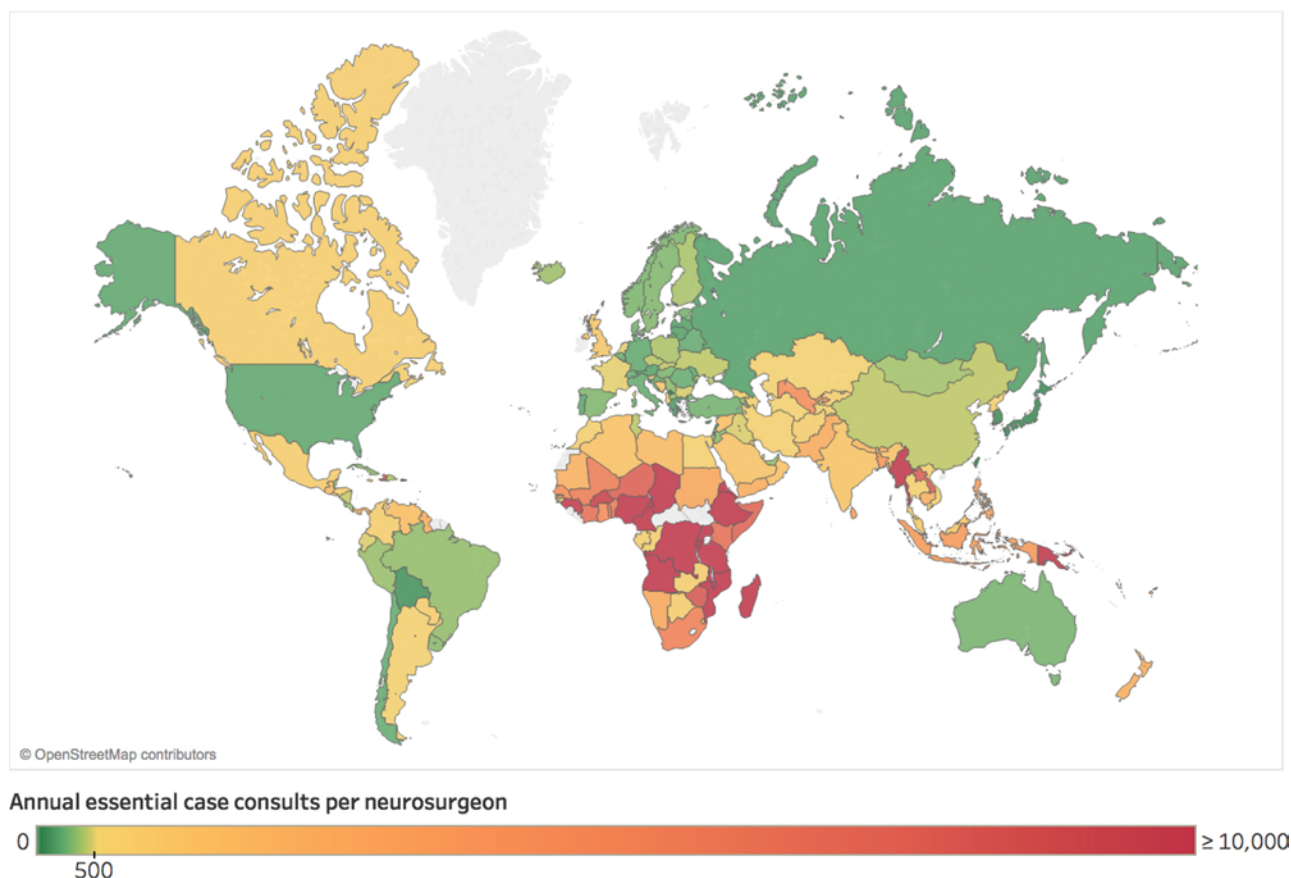 © OpenStreetMap contributors
Annual essential case consults per neurosurgeon
0 ≥ 10,000
500